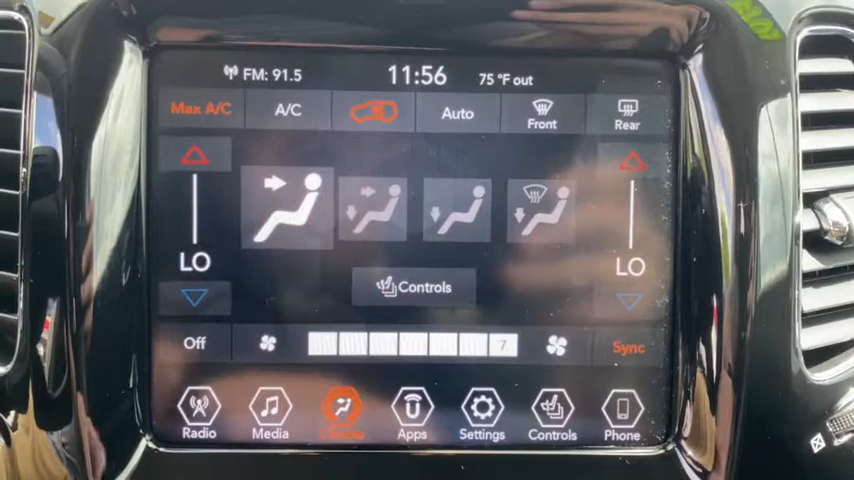 FM: 91.5 11:56 75 °F out
Max A/C A/C Auto Front Rear
LO LO
Controls
Off 7 Sync
Radio Media Climate Apps Settings Controls Phone